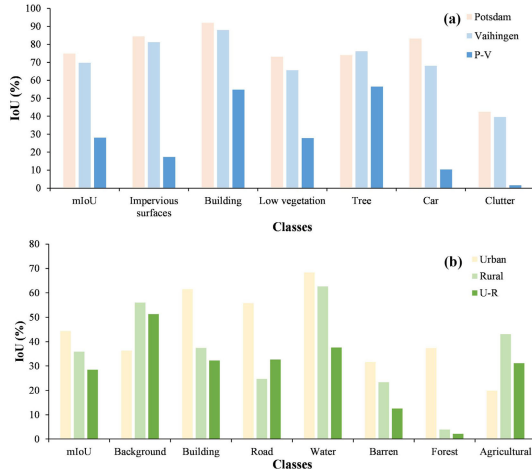 (a)
Potsdam
Vaihingen
P-V
100
90
80
70
60
50
40
30
20
10
0
IoU (%)
mIoU Impervious surfaces Building Low vegetation Tree Car Clutter
Classes
(b)
Urban
Rural
U-R
80
70
60
50
40
30
20
10
0
IoU (%)
mIoU Background Building Road Water Barren Forest Agricultural
Classes